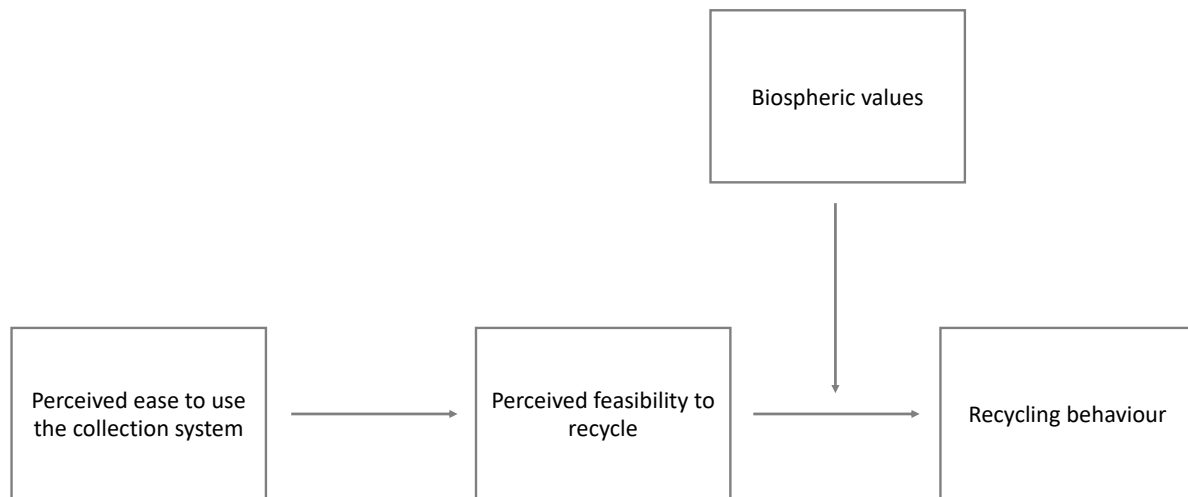 Biospheric values
Perceived ease to use
the collection system
Perceived feasibility to
recycle
Recycling behaviour